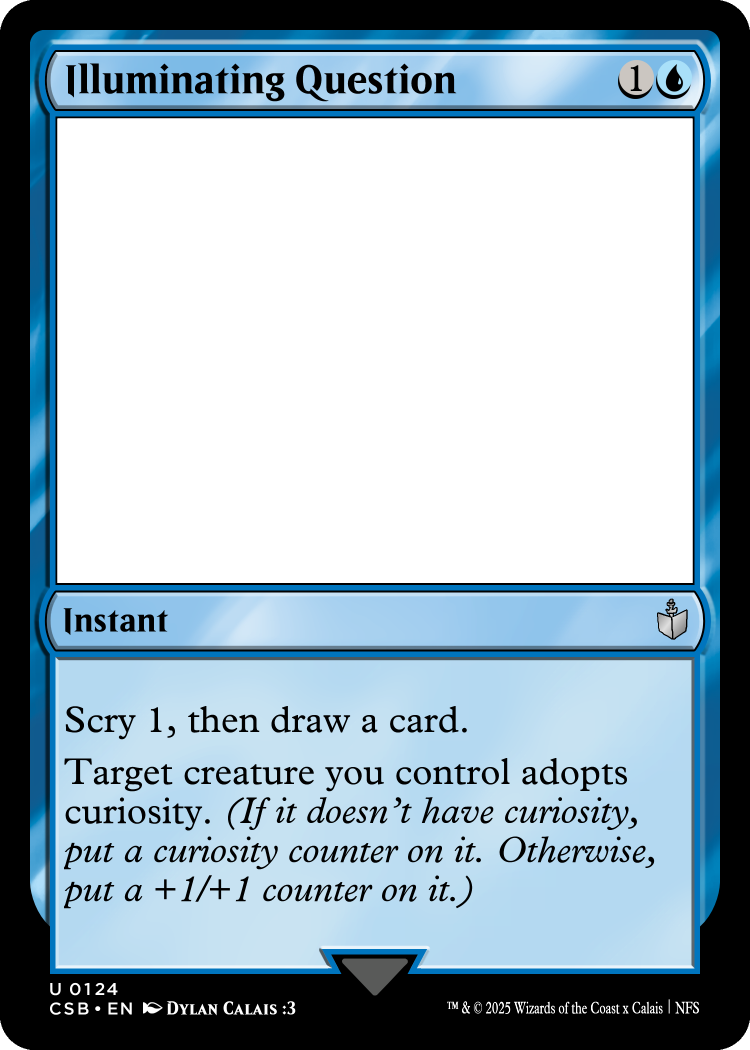 Illuminating Question 1
Instant
Scry 1, then draw a card.
Target creature you control adopts
curiosity. (If it doesn't have curiosity,
put a curiosity counter on it. Otherwise,
put a +1/+1 counter on it.)
U 0124
CSB • EN Dylan Calais :3
™ & © 2025 Wizards of the Coast x Calais | NFS